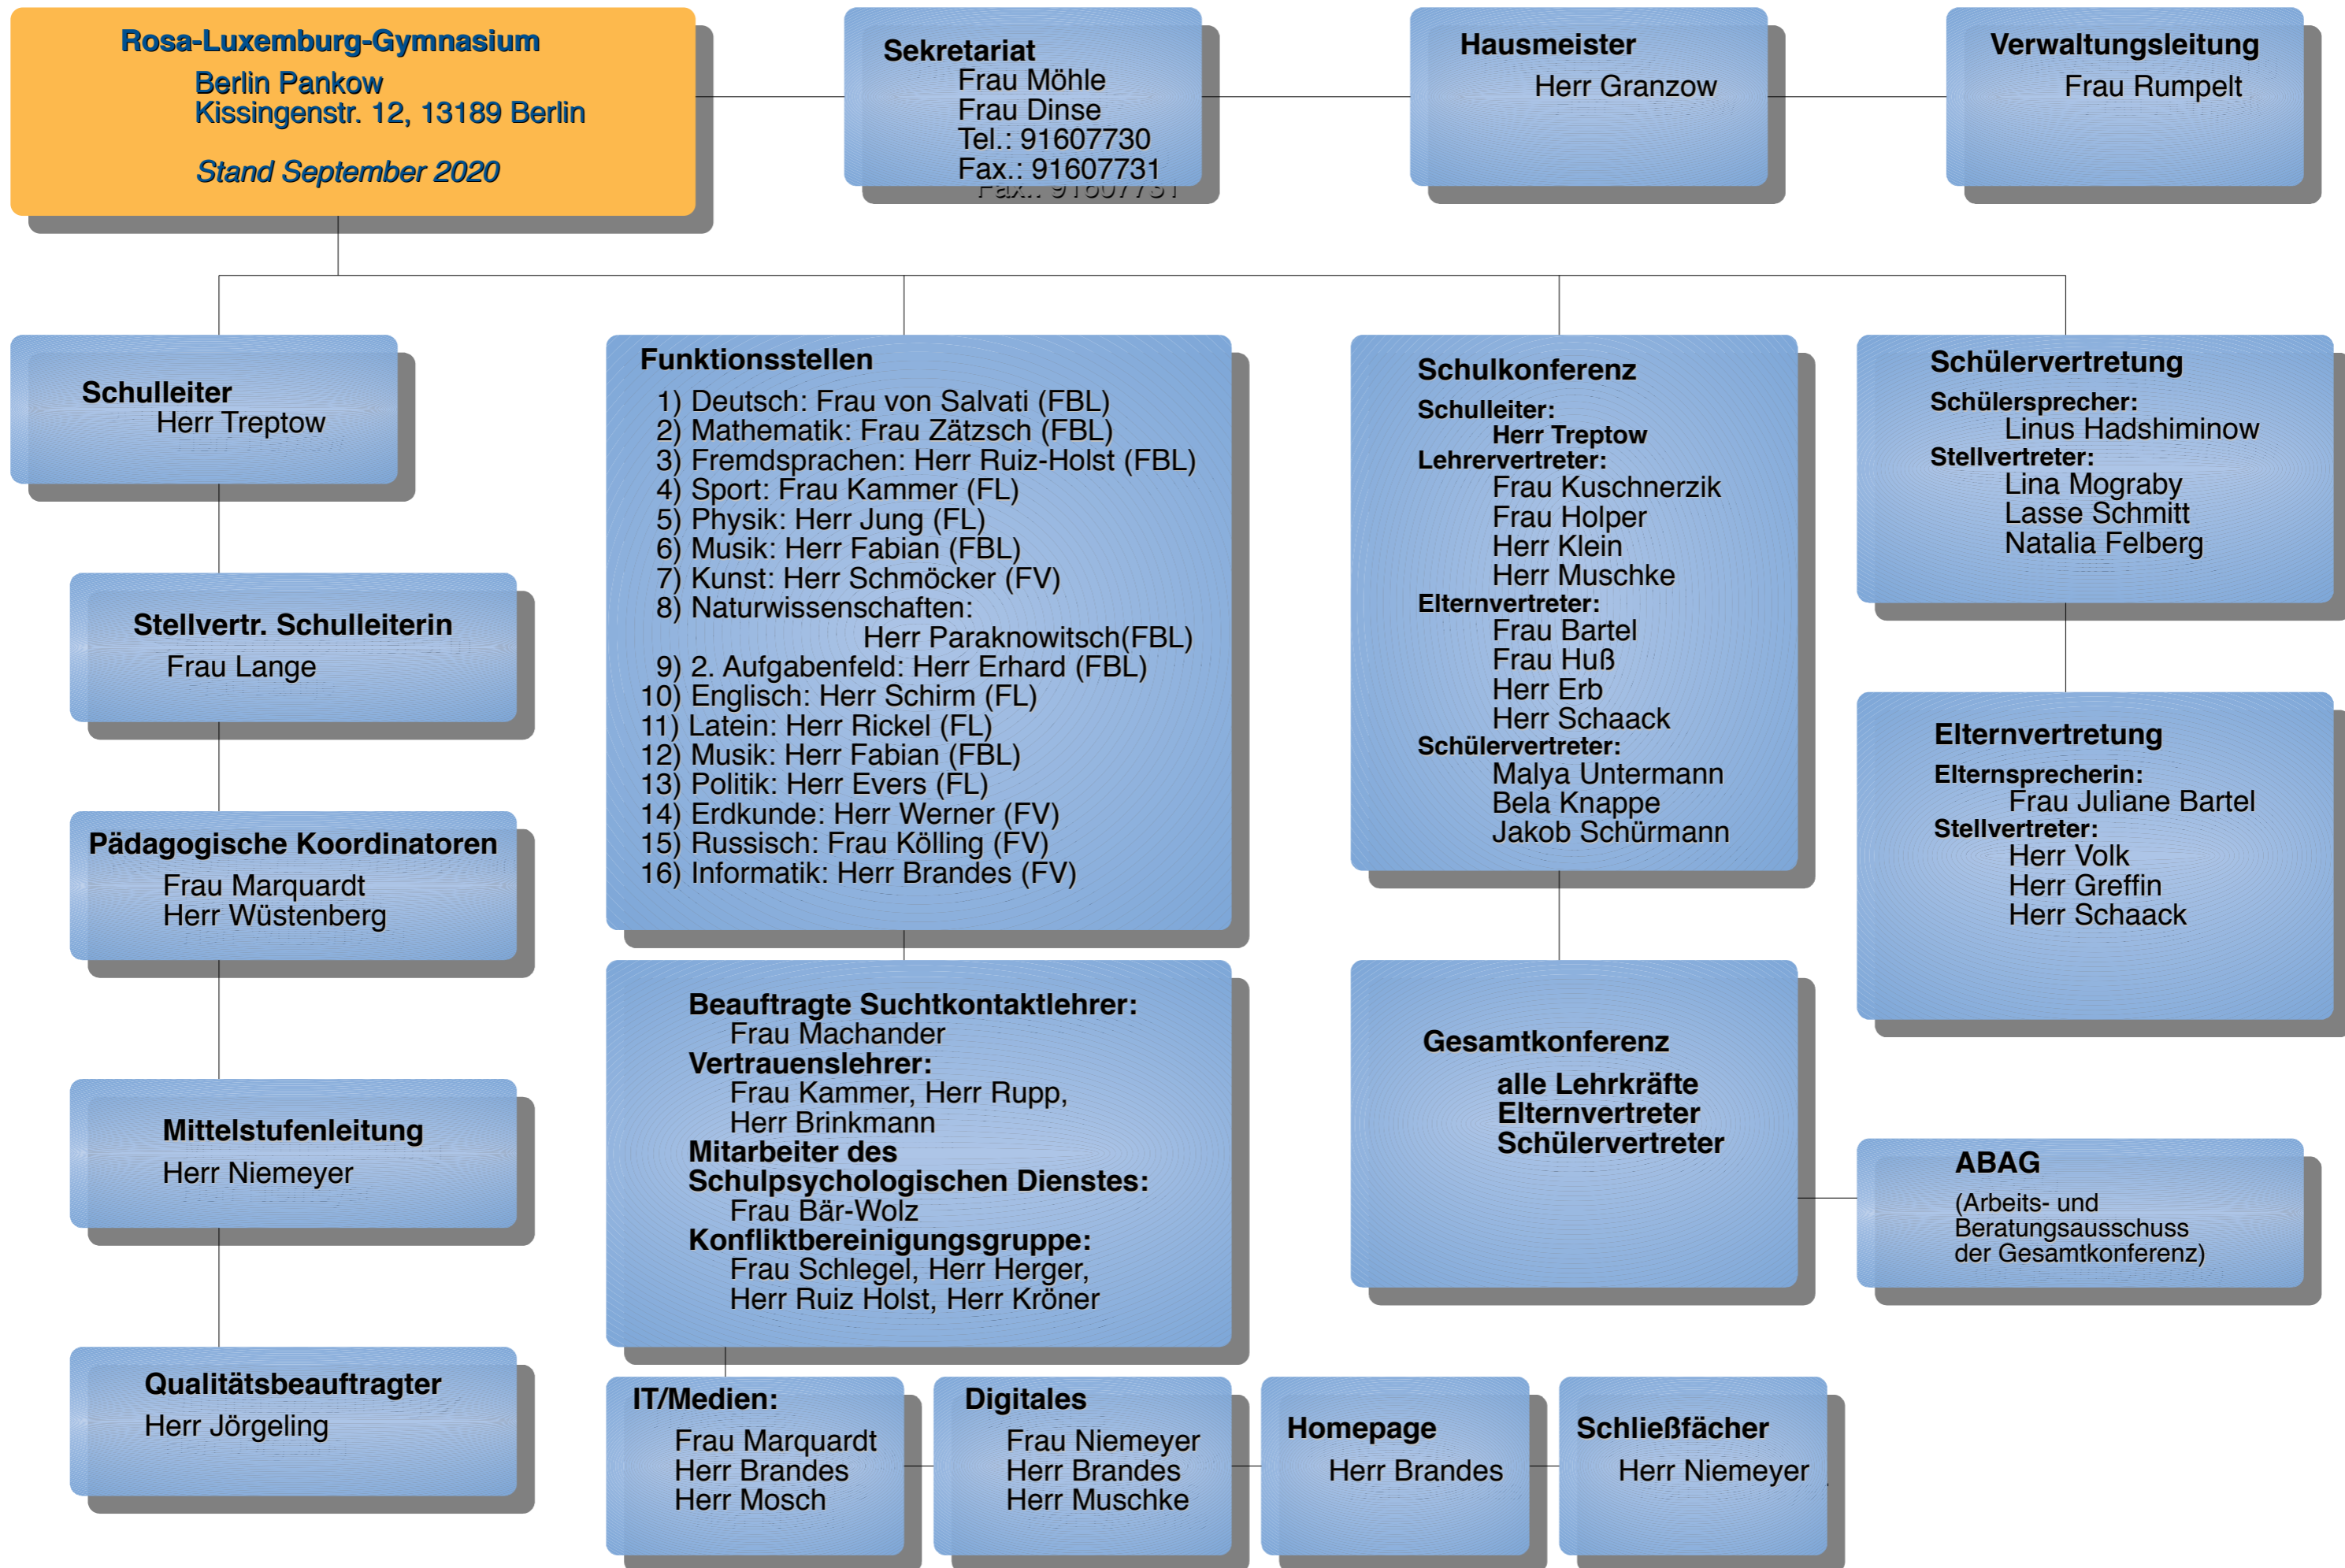 Rosa-Luxemburg-Gymnasium
Berlin Pankow
Kissingenstr. 12, 13189 Berlin
Stand September 2020
Sekretariat
Frau Möhle
Frau Dinse
Tel.: 91607730
Fax.: 91607731
Hausmeister
Herr Granzow
Verwaltungsleitung
Frau Rumpelt
Schulleiter
Herr Treptow
Stellvertr. Schulleiterin
Frau Lange
Pädagogische Koordinatoren
Frau Marquardt
Herr Wüstenberg
Mittelstufenleitung
Herr Niemeyer
Qualitätsbeauftragter
Herr Jörgeling
Funktionsstellen
1) Deutsch: Frau von Salvati (FBL)
2) Mathematik: Frau Zätzsch (FBL)
3) Fremdsprachen: Herr Ruiz-Holst (FBL)
4) Sport: Frau Kammer (FL)
5) Physik: Herr Jung (FL)
6) Musik: Herr Fabian (FBL)
7) Kunst: Herr Schmöcker (FV)
8) Naturwissenschaften:
Herr Paraknowitsch(FBL)
9) 2. Aufgabenfeld: Herr Erhard (FBL)
10) Englisch: Herr Schirm (FL)
11) Latein: Herr Rickel (FL)
12) Musik: Herr Fabian (FBL)
13) Politik: Herr Evers (FL)
14) Erdkunde: Herr Werner (FV)
15) Russisch: Frau Kölling (FV)
16) Informatik: Herr Brandes (FV)
Beauftragte Suchtkontaktlehrer:
Frau Machander
Vertrauenslehrer:
Frau Kammer, Herr Rupp,
Herr Brinkmann
Mitarbeiter des
Schulpsychologischen Dienstes:
Frau Bär-Wolz
Konfliktbereinigungsgruppe:
Frau Schlegel, Herr Herger,
Herr Ruiz Holst, Herr Kröner
IT/Medien:
Frau Marquardt
Herr Brandes
Herr Mosch
Digitales
Frau Niemeyer
Herr Brandes
Herr Muschke
Homepage
Herr Brandes
Schließfächer
Herr Niemeyer
Schulkonferenz
Schulleiter:
Herr Treptow
Lehrervertreter:
Frau Kuschnerzik
Frau Holper
Herr Klein
Herr Muschke
Elternvertreter:
Frau Bartel
Frau Huß
Herr Erb
Herr Schaack
Schülervertreter:
Malya Untermann
Bela Knappe
Jakob Schürmann
Gesamtkonferenz
alle Lehrkräfte
Elternvertreter
Schülervertreter
Schülervertretung
Schülersprecher:
Linus Hadshiminow
Stellvertreter:
Lina Mograby
Lasse Schmitt
Natalia Felberg
Elternvertretung
Elternsprecherin:
Frau Juliane Bartel
Stellvertreter:
Herr Volk
Herr Greffin
Herr Schaack
ABAG
(Arbeits- und
Beratungsausschuss
der Gesamtkonferenz)